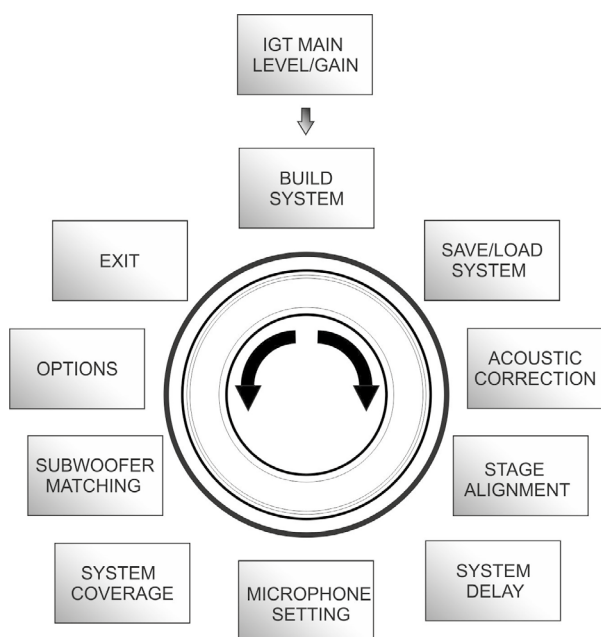 IGT MAIN
LEVEL/GAIN
BUILD
SYSTEM
EXIT
SAVE/LOAD
SYSTEM
OPTIONS
ACOUSTIC
CORRECTION
SUBWOOFER
MATCHING
STAGE
ALIGNMENT
SYSTEM
COVERAGE
MICROPHONE
SETTING
SYSTEM
DELAY